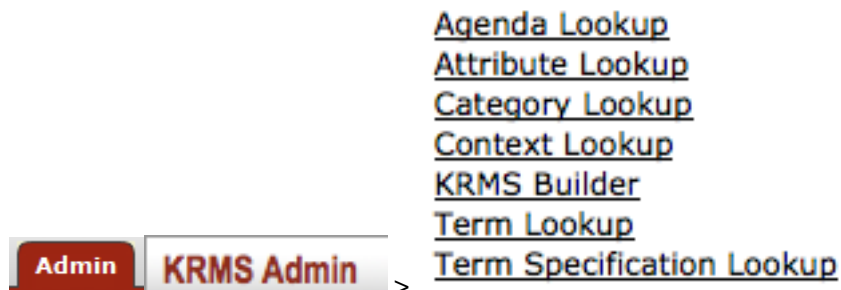 Agenda Lookup
Attribute Lookup
Category Lookup
Context Lookup
KRMS Builder
Term Lookup
Admin KRMS Admin > Term Specification Lookup